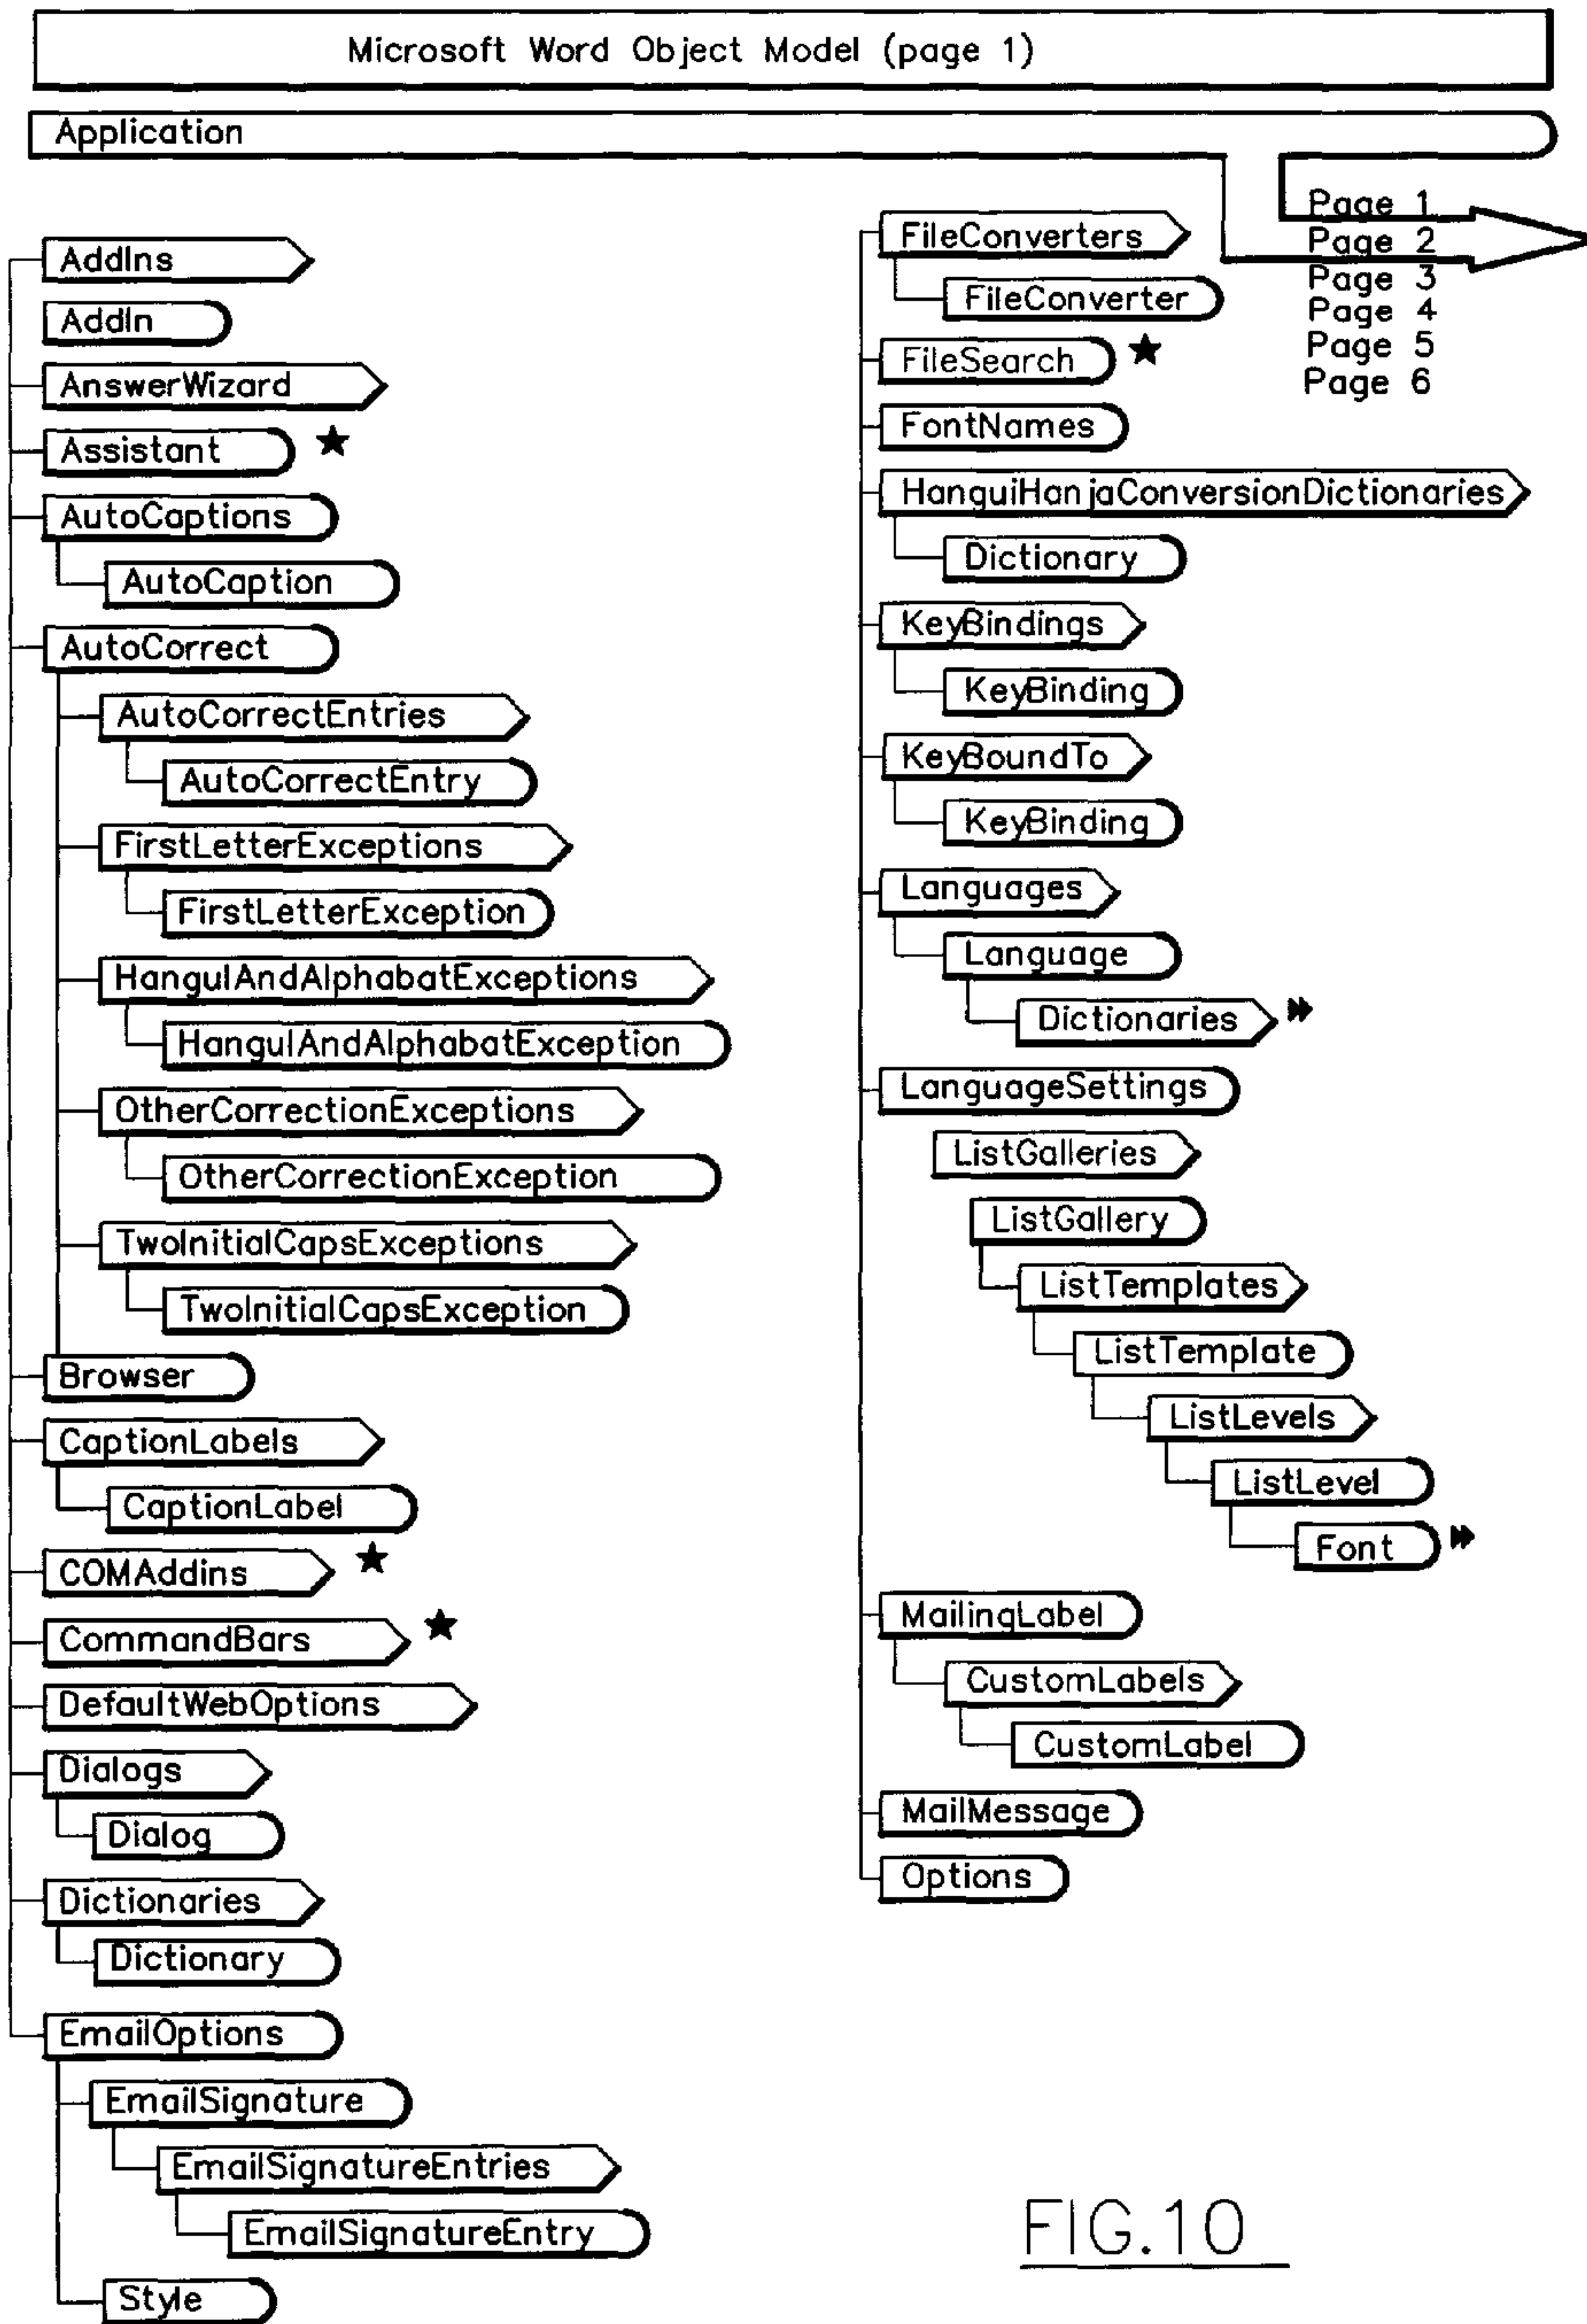 Microsoft Word Object Model (page 1)
Application
Page 1
Page 2
Page 3
Page 4
Page 5
Page 6
AddIns
AddIn
AnswerWizard
Assistant
AutoCaptions
AutoCaption
AutoCorrect
AutoCorrectEntries
AutoCorrectEntry
FirstLetterExceptions
FirstLetterException
HangulAndAlphabatExceptions
HangulAndAlphabatException
OtherCorrectionExceptions
OtherCorrectionException
TwoInitialCapsExceptions
TwoInitialCapsException
Browser
CaptionLabels
CaptionLabel
COMAddins
CommandBars
DefaultWebOptions
Dialogs
Dialog
Dictionaries
Dictionary
EmailOptions
EmailSignature
EmailSignatureEntries
EmailSignatureEntry
Style
FileConverters
FileConverter
FileSearch
FontNames
HanguiHanjaConversionDictionaries
Dictionary
KeyBindings
KeyBinding
KeyBoundTo
KeyBinding
Languages
Language
Dictionaries
LanguageSettings
ListGalleries
ListGallery
ListTemplates
ListTemplate
ListLevels
ListLevel
Font
MailingLabel
CustomLabels
CustomLabel
MailMessage
Options
FIG.10